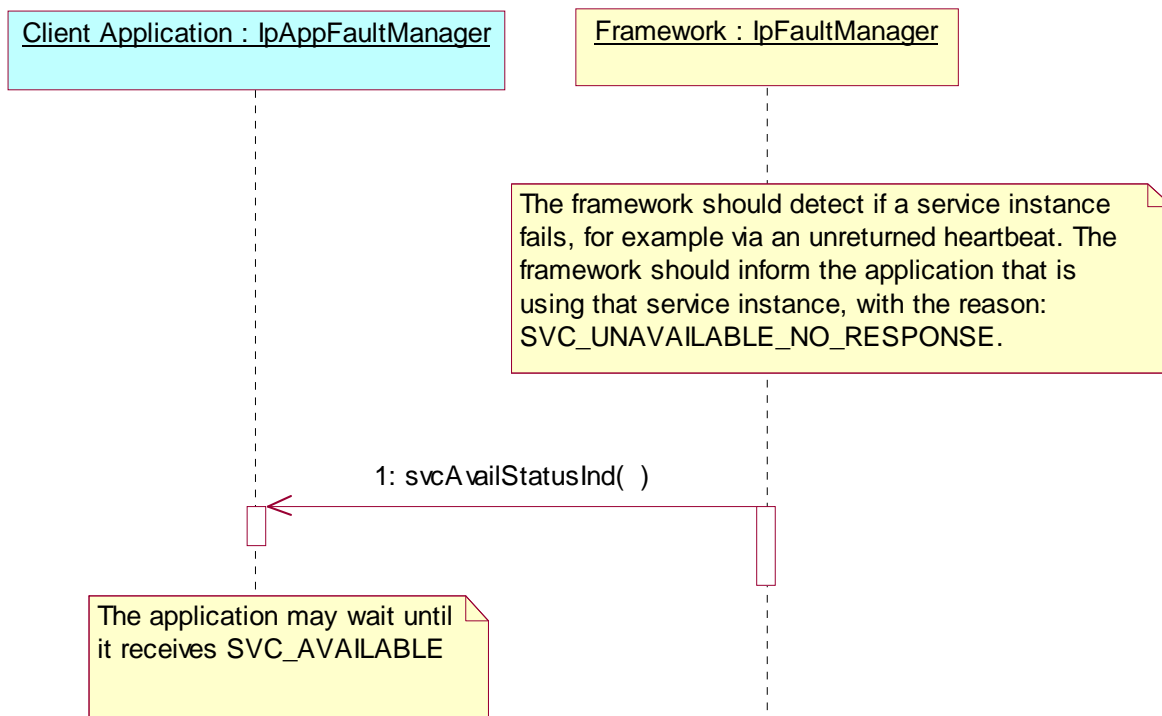 Client Application : IpAppFaultManager
Framework : IpFaultManager
The framework should detect if a service instance
fails, for example via an unreturned heartbeat. The
framework should inform the application that is
using that service instance, with the reason:
SVC_UNAVAILABLE_NO_RESPONSE.
1: svcAvailStatusInd( )
The application may wait until
it receives SVC_AVAILABLE